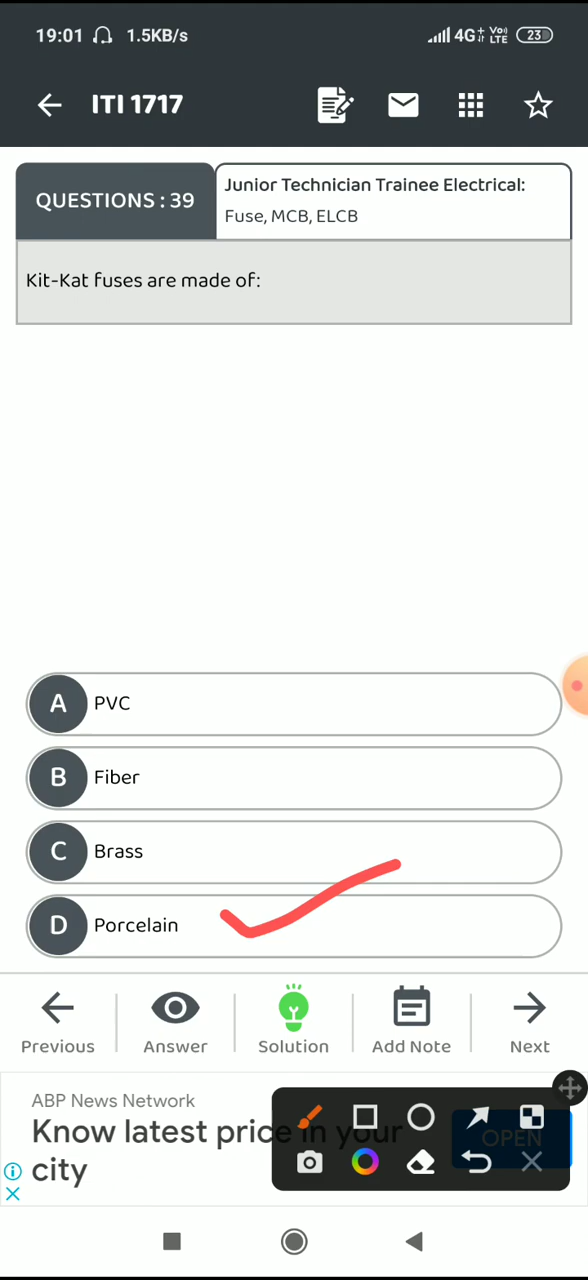 19:01 1.5KB/s 4G+ Vo) LTE 23
ITI 1717
QUESTIONS : 39
Junior Technician Trainee Electrical:
Fuse, MCB, ELCB
Kit-Kat fuses are made of:
A PVC
B Fiber
C Brass
D Porcelain
Previous Answer Solution Add Note Next
ABP News Network
Know latest price in your
city
OPEN